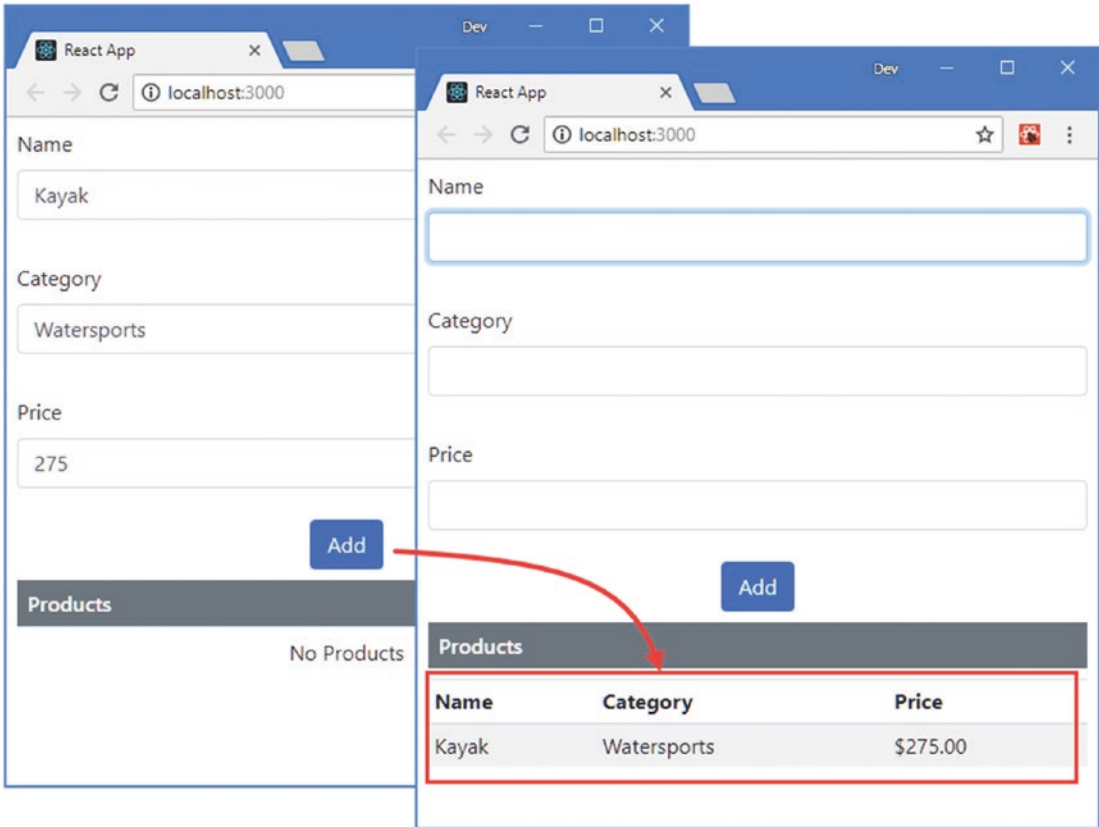 Dev
React App
localhost:3000
Name
Kayak
Category
Watersports
Price
275
Add
Products
No Products
Dev
React App
localhost:3000
Name
Category
Price
Add
Products
Name Category Price
Kayak Watersports $275.00